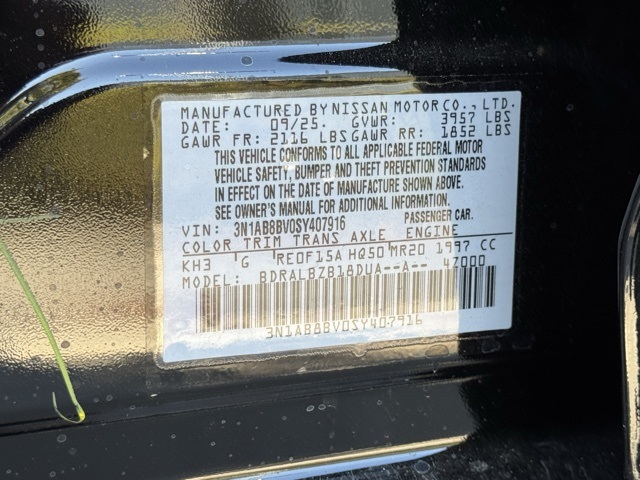 MANUFACTURED BY NISSAN MOTOR CO., LTD.
DATE: 09/25. GVWR: 3957 LBS
GAWR FR: 2116 LBS GAWR RR: 1852 LBS
THIS VEHICLE CONFORMS TO ALL APPLICABLE FEDERAL MOTOR
VEHICLE SAFETY, BUMPER AND THEFT PREVENTION STANDARDS
IN EFFECT ON THE DATE OF MANUFACTURE SHOWN ABOVE.
SEE OWNER'S MANUAL FOR ADDITIONAL INFORMATION.
VIN: 3N1AB8BV0SY407916 PASSENGER CAR.
COLOR TRIM TRANS AXLE ENGINE
KH3 G RE0F15A HQ50 MR20 1997 CC
MODEL: BDRALBZB18DUA--A-- 47000
3N1AB8BV0SY407916